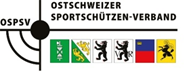 OSTSCHWEIZER
OSPSV SPORTSCHÜTZEN-VERBAND